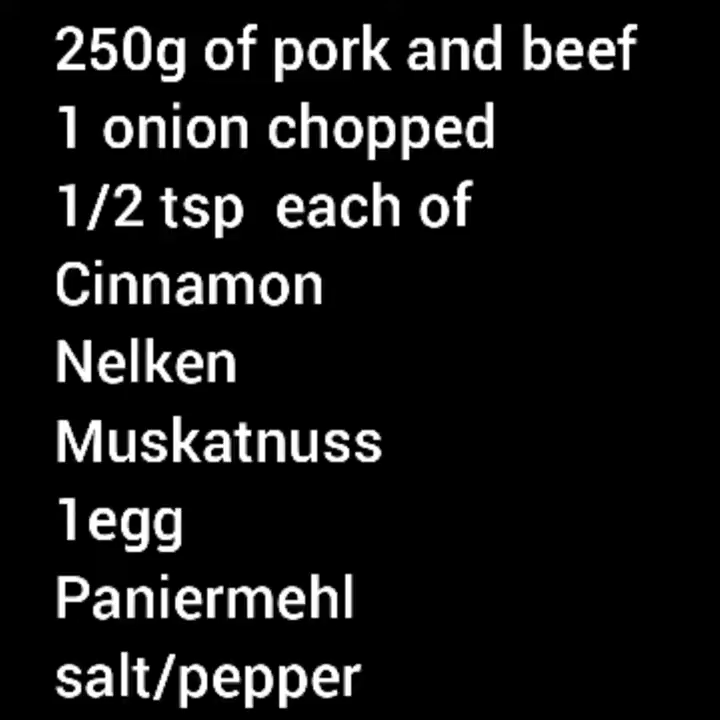 250g of pork and beef
1 onion chopped
1/2 tsp  each of
Cinnamon
Nelken
Muskatnuss
1egg
Paniermehl
salt/pepper